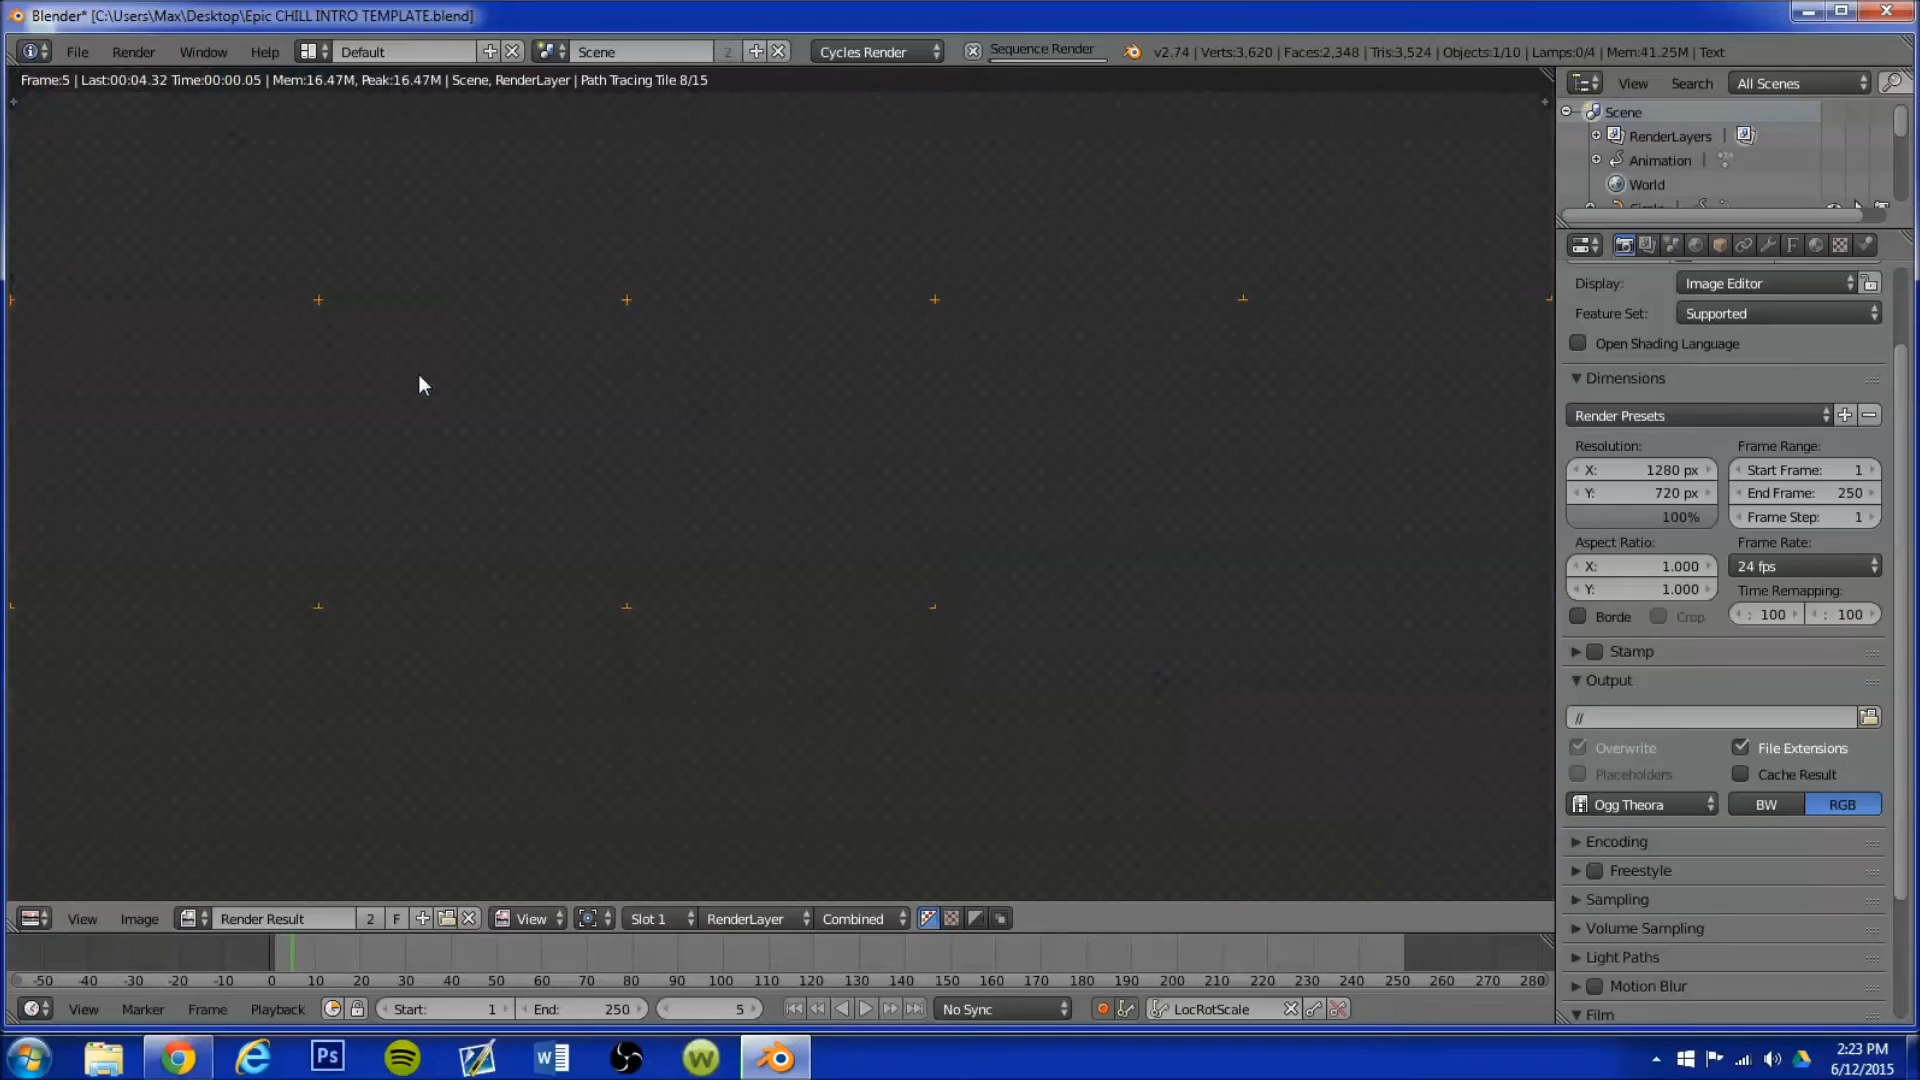 Blender* [C:\Users\Max\Desktop\Epic CHILL INTRO TEMPLATE.blend]
File Render Window Help Default Scene 2 Cycles Render Sequence Render v2.74 | Verts:3,620 | Faces:2,348 | Tris:3,524 | Objects:1/10 | Lamps:0/4 | Mem:41.25M | Text
Frame:5 | Last:00:04.32 Time:00:00.05 | Mem:16.47M, Peak:16.47M | Scene, RenderLayer | Path Tracing Tile 8/15
View Search All Scenes
Scene
RenderLayers |
Animation |
World
Display: Image Editor
Feature Set: Supported
Open Shading Language
Dimensions
Render Presets
Resolution: Frame Range:
X: 1280 px Start Frame: 1
Y: 720 px End Frame: 250
100% Frame Step: 1
Aspect Ratio: Frame Rate:
X: 1.000 24 fps
Y: 1.000 Time Remapping:
Borde Crop : 100 : 100
Stamp
Output
//
Overwrite File Extensions
Placeholders Cache Result
Ogg Theora BW RGB
Encoding
Freestyle
Sampling
Volume Sampling
Light Paths
Motion Blur
Film
View Image Render Result 2 F View Slot 1 RenderLayer Combined
-50 -40 -30 -20 -10 0 10 20 30 40 50 60 70 80 90 100 110 120 130 140 150 160 170 180 190 200 210 220 230 240 250 260 270 280
View Marker Frame Playback Start: 1 End: 250 5 No Sync LocRotScale
Ps W W
2:23 PM
6/12/2015